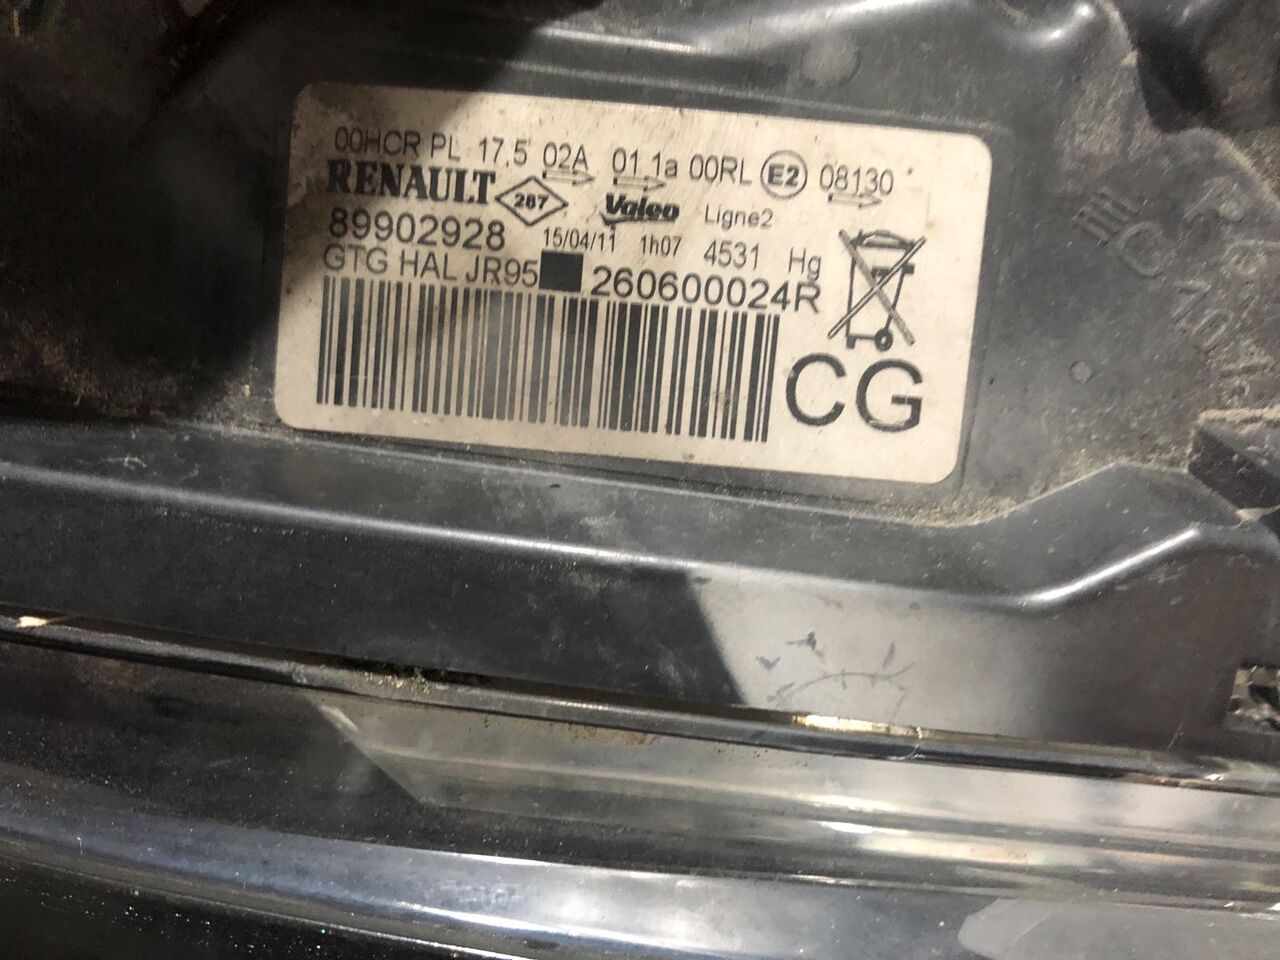 00HCR PL 17,5 02A 01 1a 00RL E2 08130
RENAULT 287 Valeo Ligne2
89902928 15/04/11 1h07 4531 Hg
GTG HAL JR95 260600024R
CG